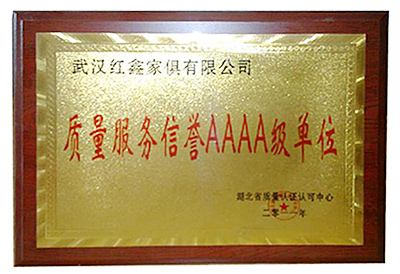 武汉红鑫家俱有限公司
质量服务信誉AAAA级单位
湖北省质量认证认可中心
二零一一年